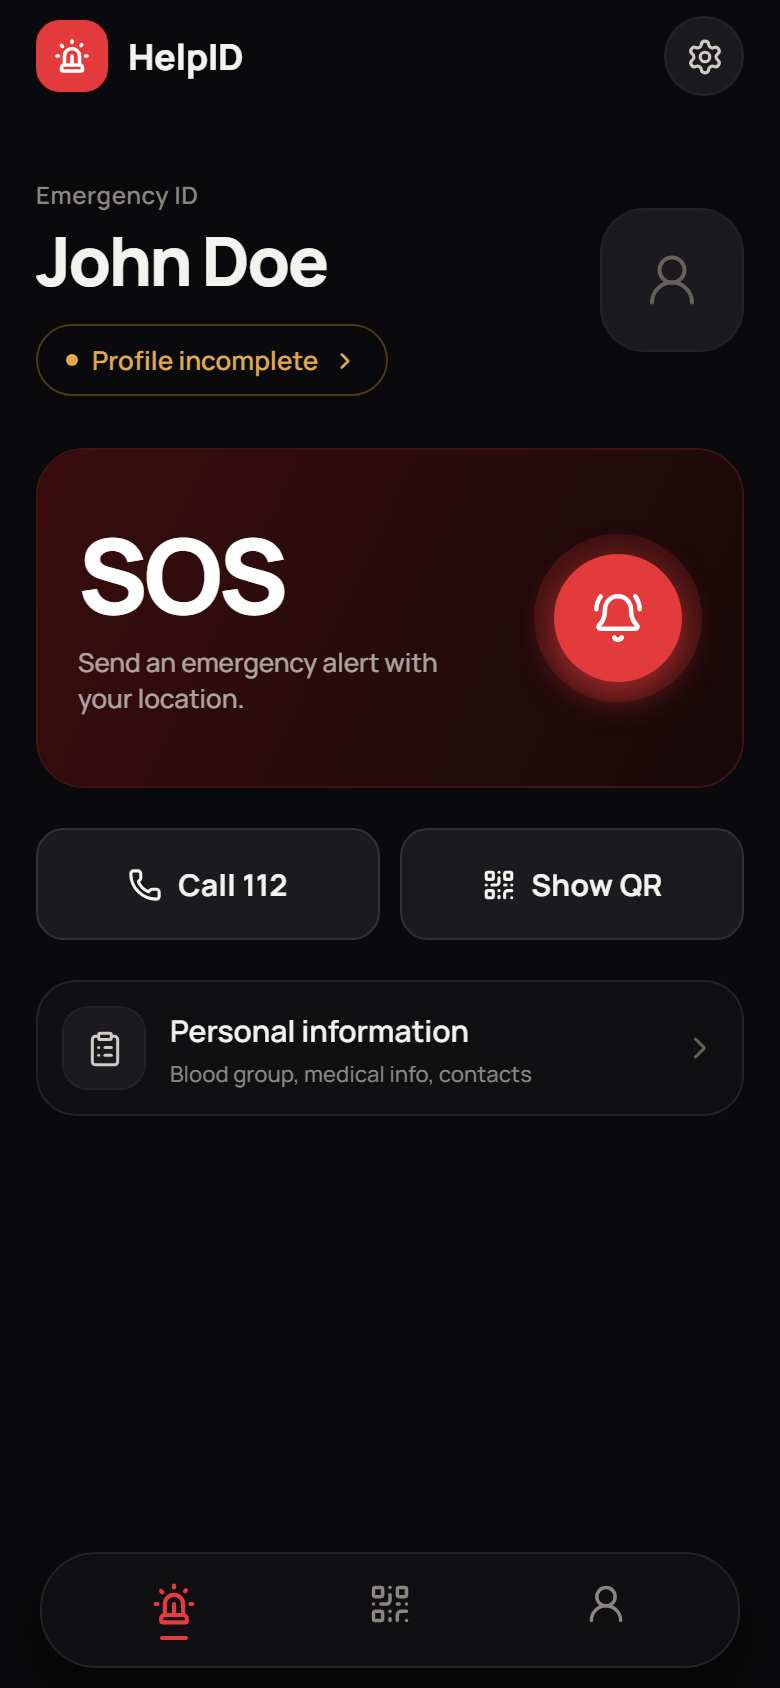 HelpID
Emergency ID
John Doe
Profile incomplete
SOS
Send an emergency alert with
your location.
Call 112
Show QR
Personal information
Blood group, medical info, contacts